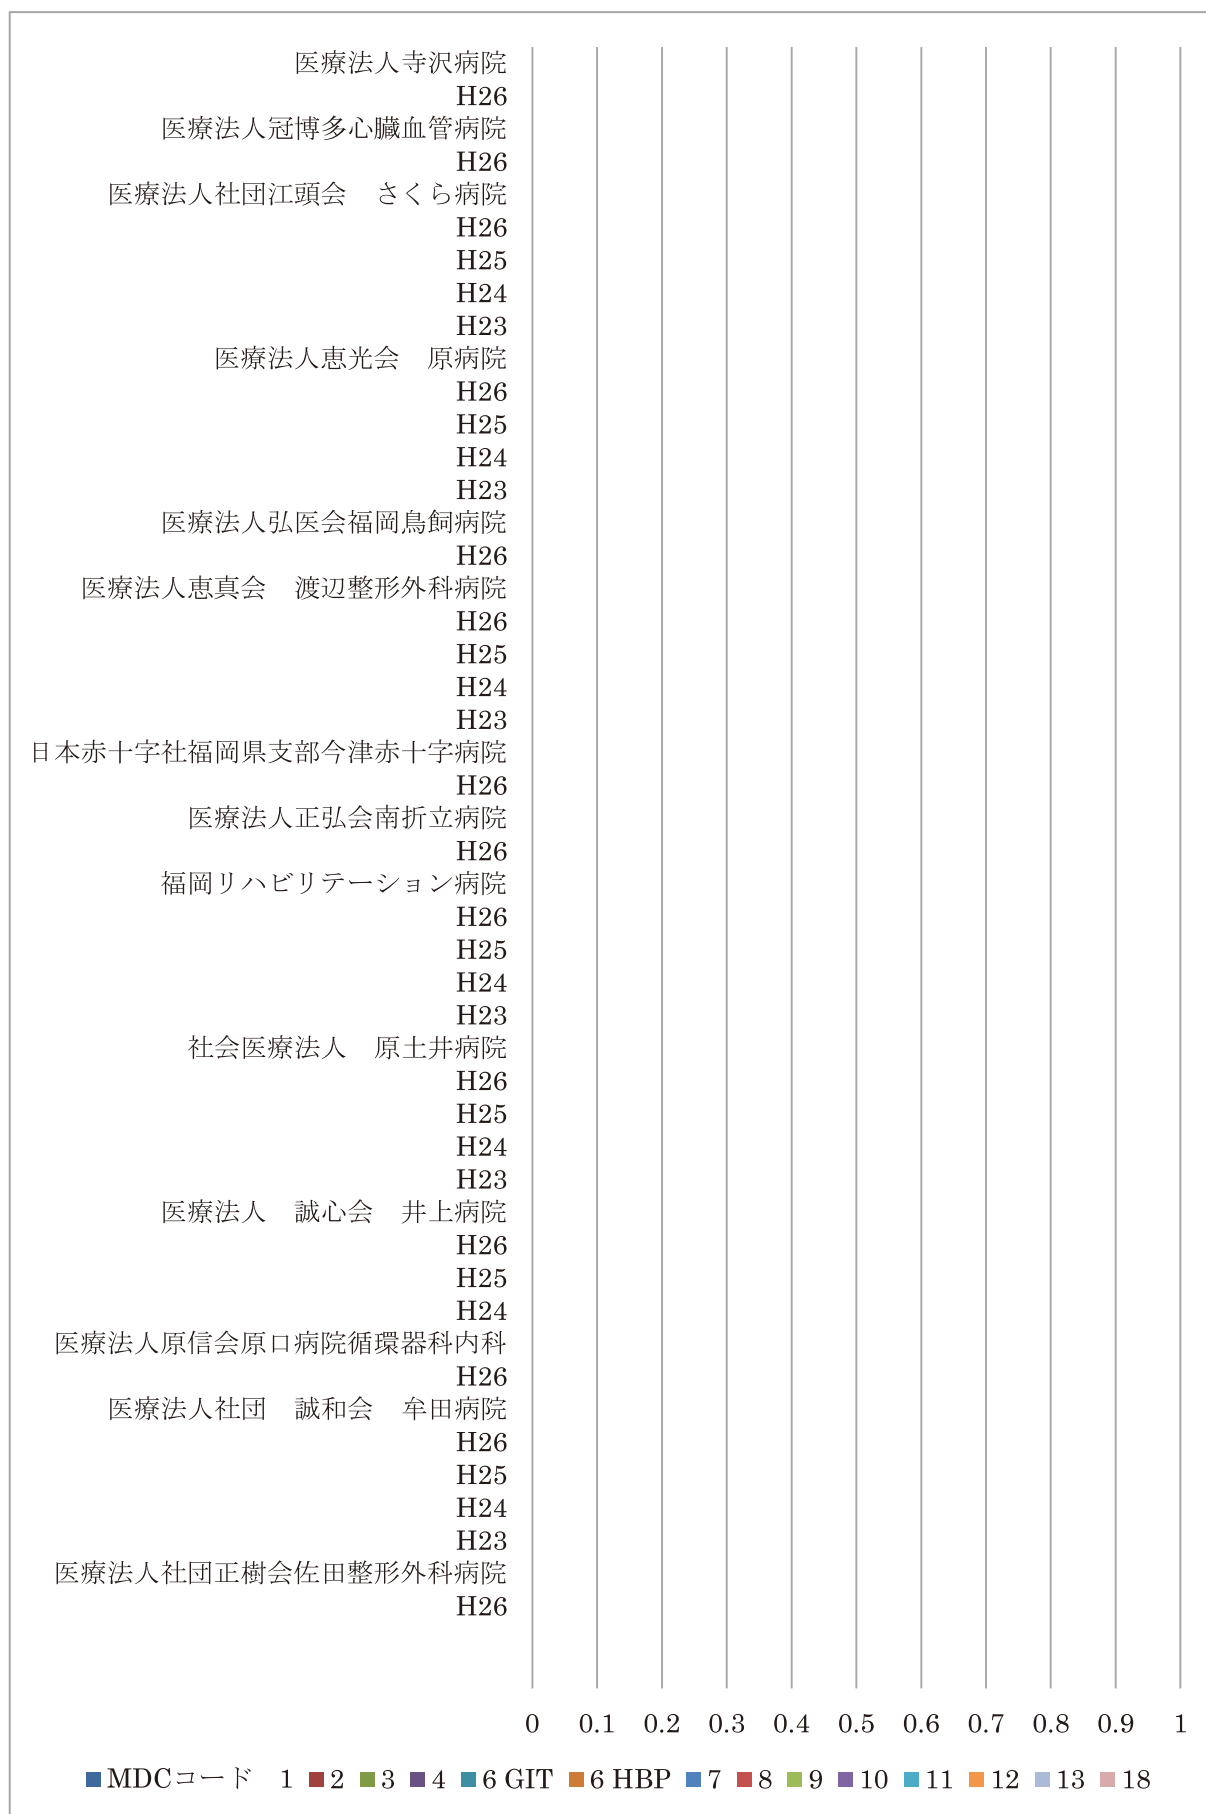 医療法人寺沢病院
H26
医療法人冠博多心臓血管病院
H26
医療法人社団江頭会　さくら病院
H26
H25
H24
H23
医療法人恵光会　原病院
H26
H25
H24
H23
医療法人弘医会福岡鳥飼病院
H26
医療法人恵真会　渡辺整形外科病院
H26
H25
H24
H23
日本赤十字社福岡県支部今津赤十字病院
H26
医療法人正弘会南折立病院
H26
福岡リハビリテーション病院
H26
H25
H24
H23
社会医療法人　原土井病院
H26
H25
H24
H23
医療法人　誠心会　井上病院
H26
H25
H24
医療法人原信会原口病院循環器科内科
H26
医療法人社団　誠和会　牟田病院
H26
H25
H24
H23
医療法人社団正樹会佐田整形外科病院
H26
0 0.1 0.2 0.3 0.4 0.5 0.6 0.7 0.8 0.9 1
MDCコード　1 2 3 4 6 GIT 6 HBP 7 8 9 10 11 12 13 18